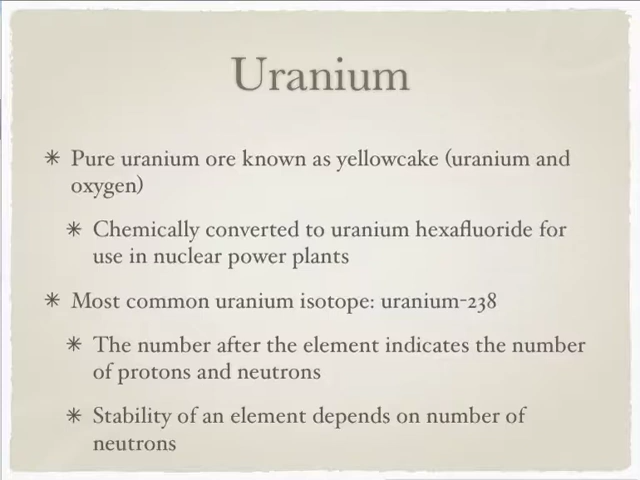 Uranium
✳ Pure uranium ore known as yellowcake (uranium and
oxygen)
✳ Chemically converted to uranium hexafluoride for
use in nuclear power plants
✳ Most common uranium isotope: uranium-238
✳ The number after the element indicates the number
of protons and neutrons
✳ Stability of an element depends on number of
neutrons